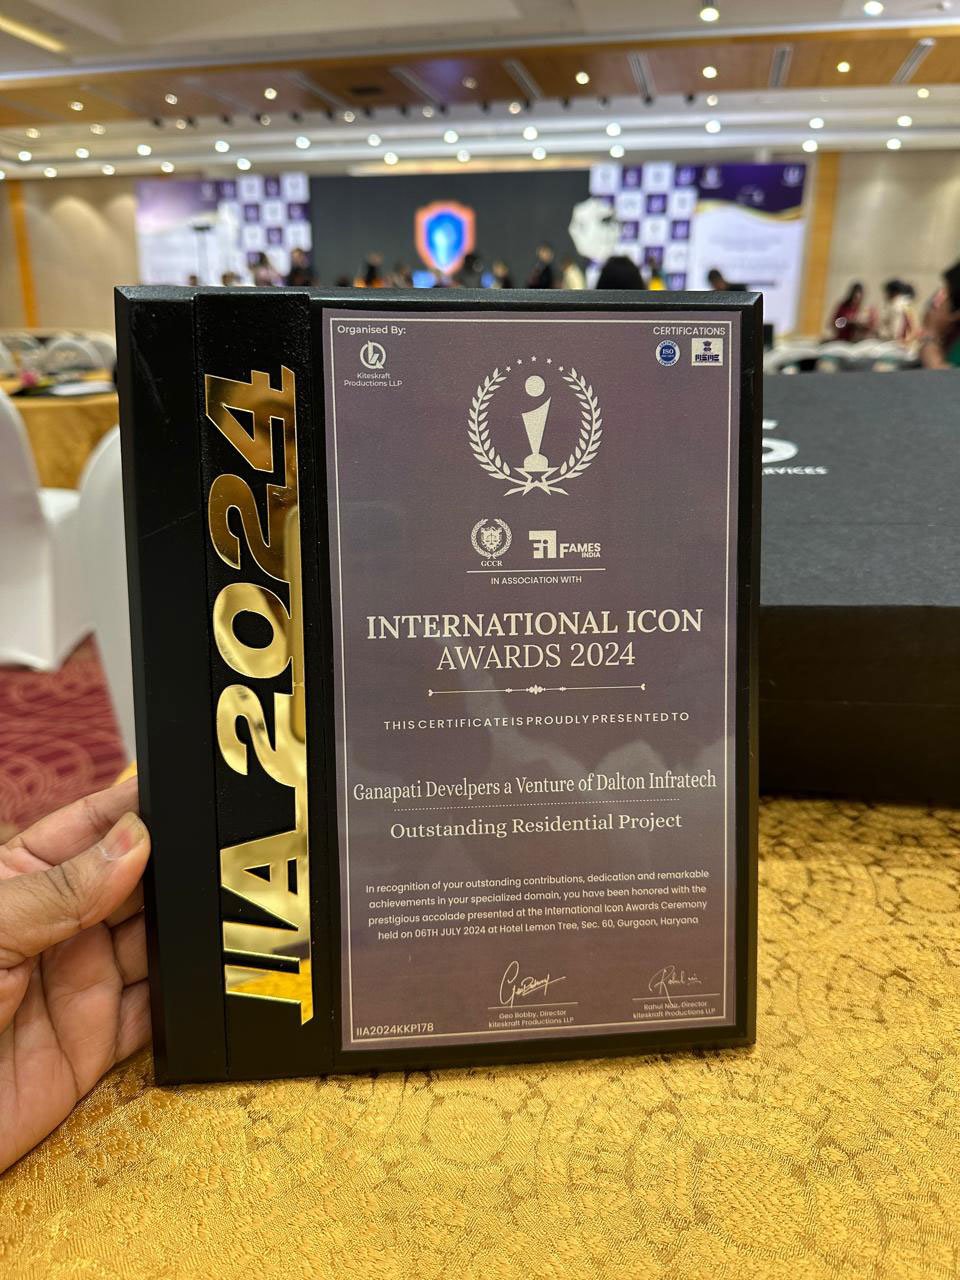 Organised By:
Kiteskraft
Productions LLP
CERTIFICATIONS
ISO
MSME
IIA 2024
GCCR
FAMES
INDIA
IN ASSOCIATION WITH
INTERNATIONAL ICON
AWARDS 2024
THIS CERTIFICATE IS PROUDLY PRESENTED TO
Ganapati Develpers a Venture of Dalton Infratech
Outstanding Residential Project
In recognition of your outstanding contributions, dedication and remarkable
achievements in your specialized domain, you have been honored with the
prestigious accolade presented at the International Icon Awards Ceremony
held on 06TH JULY 2024 at Hotel Lemon Tree, Sec. 60, Gurgaon, Haryana
Geo Bobby, Director
kiteskraft Productions LLP
Rahul Nair, Director
kiteskraft Productions LLP
IIA2024KKP178